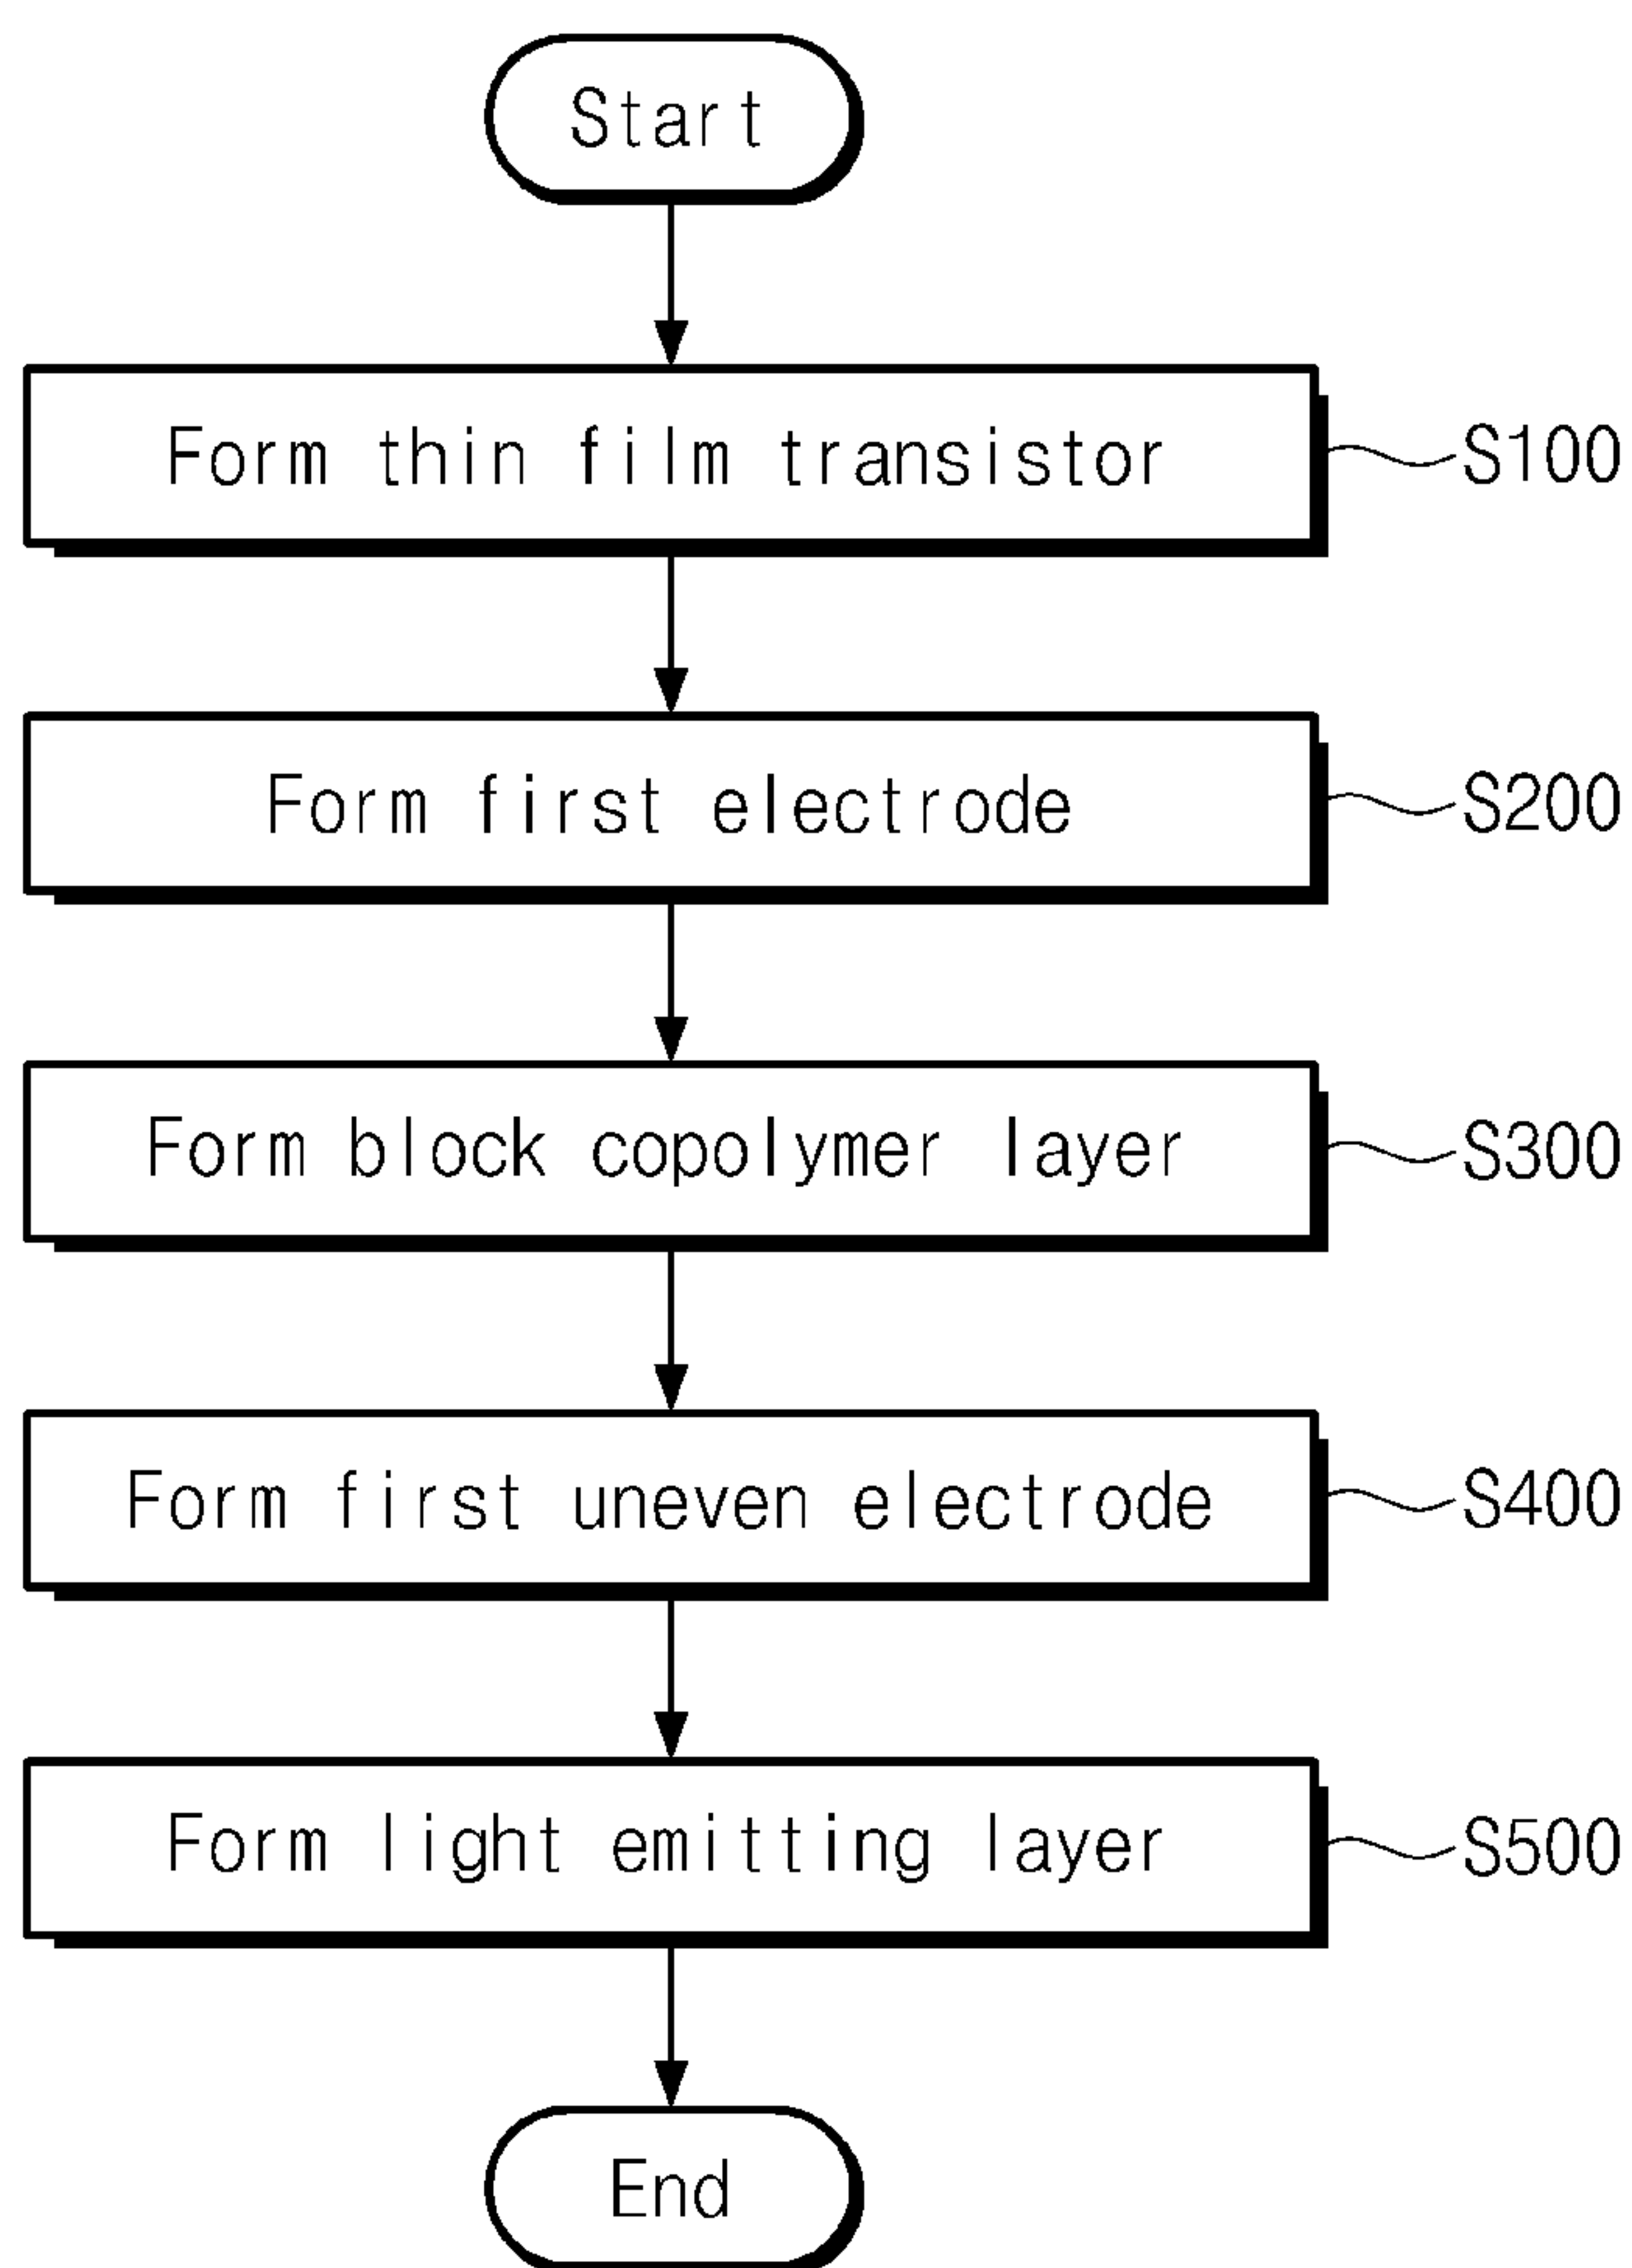 Start
Form thin film transistor S100
Form first electrode S200
Form block copolymer layer S300
Form first uneven electrode S400
Form light emitting layer S500
End